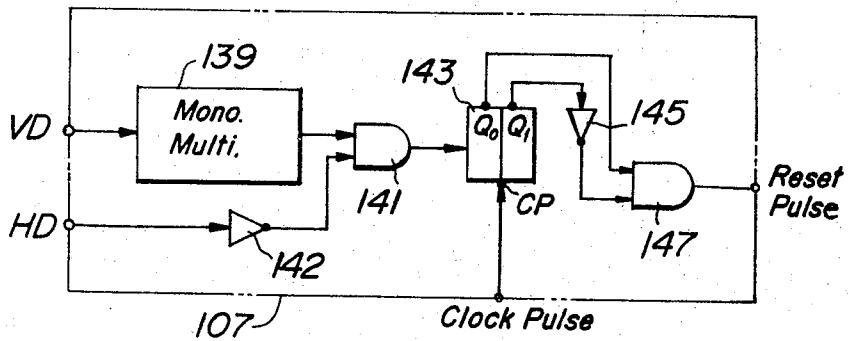 139
Mono.
Multi.
VD
HD
142
141
143
Q0 Q1
CP
145
147
Reset
Pulse
107
Clock Pulse